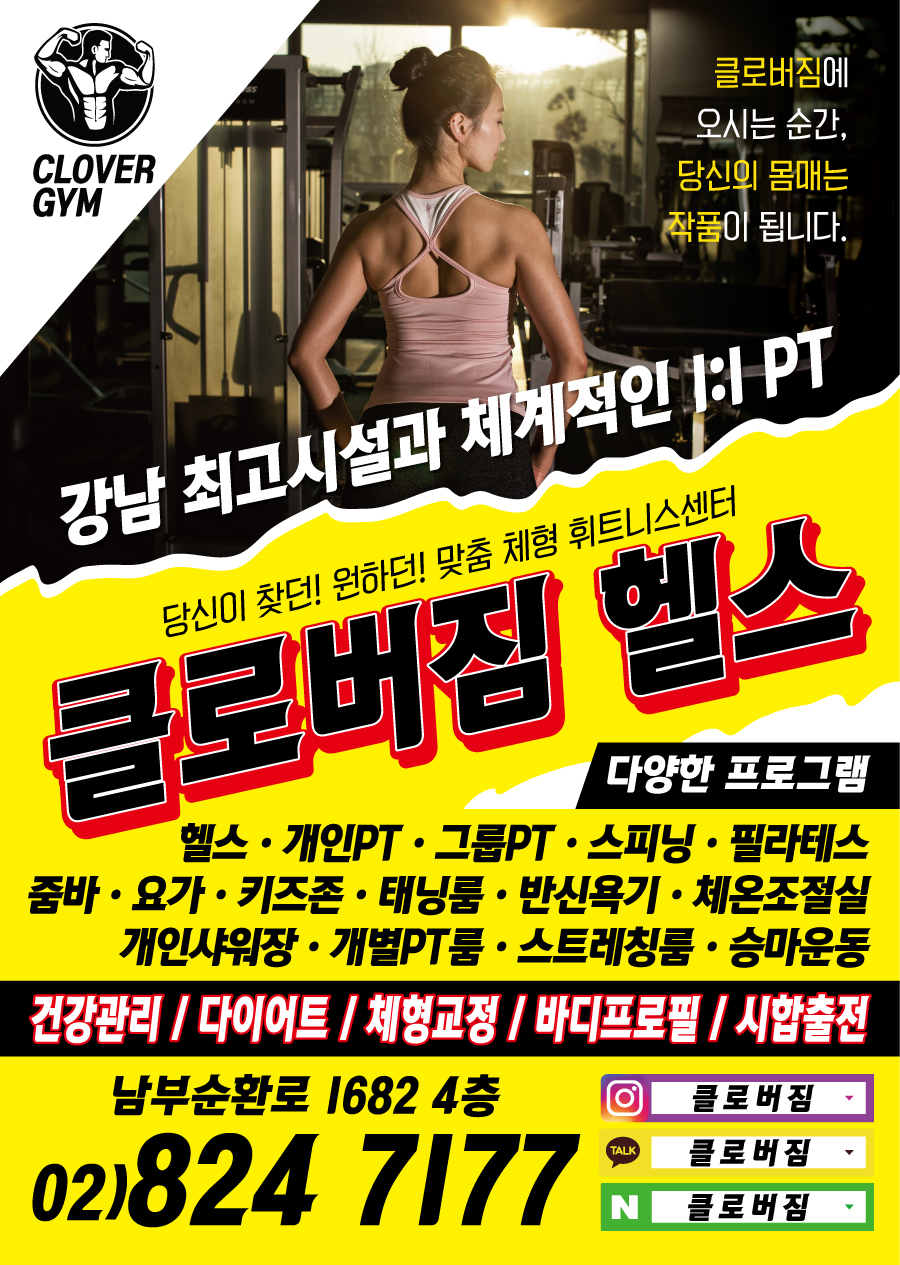 CLOVER
GYM
클로버짐에
오시는 순간,
당신의 몸매는
작품이 됩니다.
강남 최고시설과 체계적인 1:1 PT
당신이 찾던! 원하던! 맞춤 체형 휘트니스센터
클로버짐 헬스
다양한 프로그램
헬스 · 개인PT · 그룹PT · 스피닝 · 필라테스
줌바 · 요가 · 키즈존 · 태닝룸 · 반신욕기 · 체온조절실
개인샤워장 · 개별PT룸 · 스트레칭룸 · 승마운동
건강관리 / 다이어트 / 체형교정 / 바디프로필 / 시합출전
남부순환로 1682 4층
02)824 7177
클로버짐
TALK 클로버짐
N 클로버짐